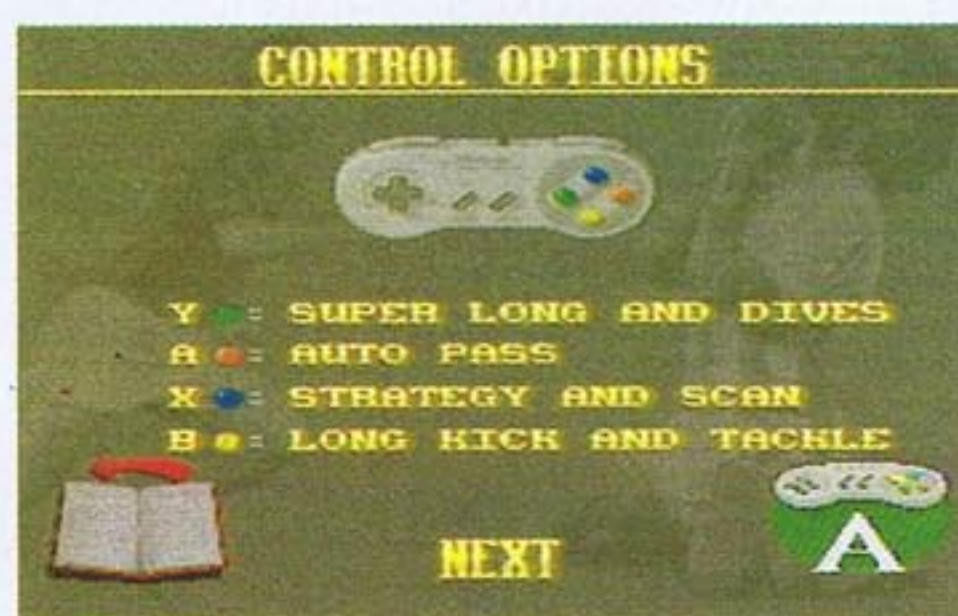 CONTROL OPTIONS
Y = SUPER LONG AND DIVES
A = AUTO PASS
X = STRATEGY AND SCAN
B = LONG KICK AND TACKLE
NEXT
A